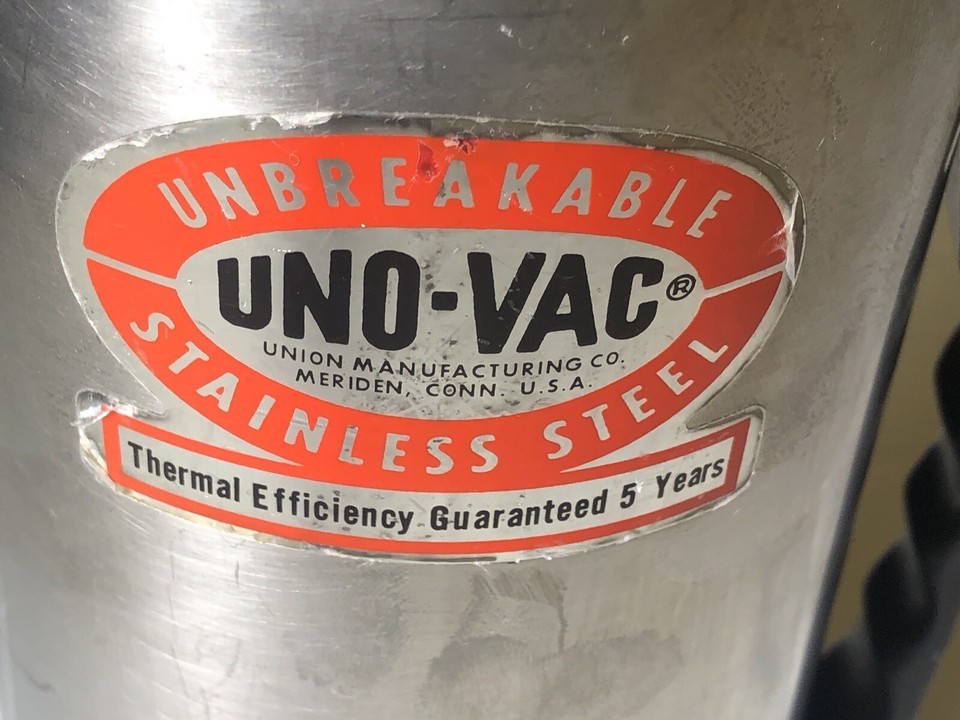 UNBREAKABLE
UNO-VAC®
UNION MANUFACTURING CO.
MERIDEN, CONN. U.S.A.
STAINLESS STEEL
Thermal Efficiency Guaranteed 5 Years